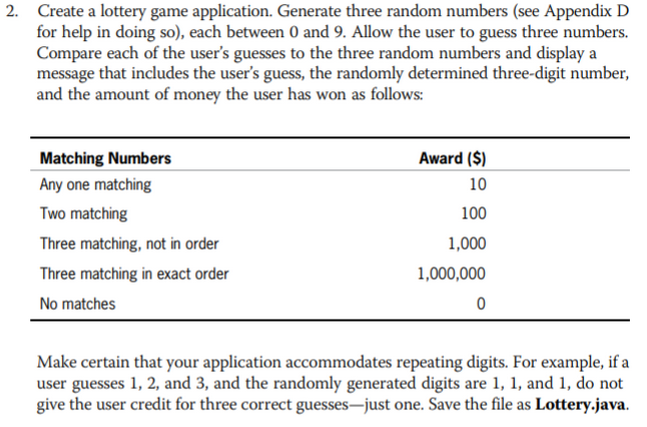 2. Create a lottery game application. Generate three random numbers (see Appendix D
for help in doing so), each between 0 and 9. Allow the user to guess three numbers.
Compare each of the user's guesses to the three random numbers and display a
message that includes the user's guess, the randomly determined three-digit number,
and the amount of money the user has won as follows:
Matching Numbers Award ($)
Any one matching 10
Two matching 100
Three matching, not in order 1,000
Three matching in exact order 1,000,000
No matches 0
Make certain that your application accommodates repeating digits. For example, if a
user guesses 1, 2, and 3, and the randomly generated digits are 1, 1, and 1, do not
give the user credit for three correct guesses—just one. Save the file as Lottery.java.